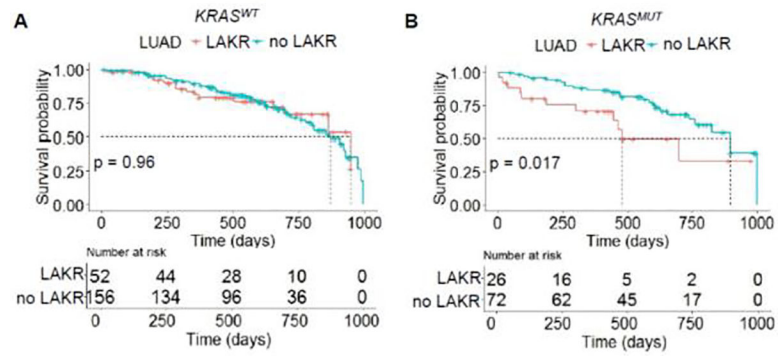 A
KRAS^WT
LUAD LAKR no LAKR
Survival probability
1.00
0.75
0.50
0.25
0.00
p = 0.96
0 250 500 750 1000
Time (days)
Number at risk
LAKR 52 44 28 10 0
no LAKR 156 134 96 36 0
0 250 500 750 1000
Time (days)
B
KRAS^MUT
LUAD LAKR no LAKR
Survival probability
1.00
0.75
0.50
0.25
0.00
p = 0.017
0 250 500 750 1000
Time (days)
Number at risk
LAKR 26 16 5 2 0
no LAKR 72 62 45 17 0
0 250 500 750 1000
Time (days)